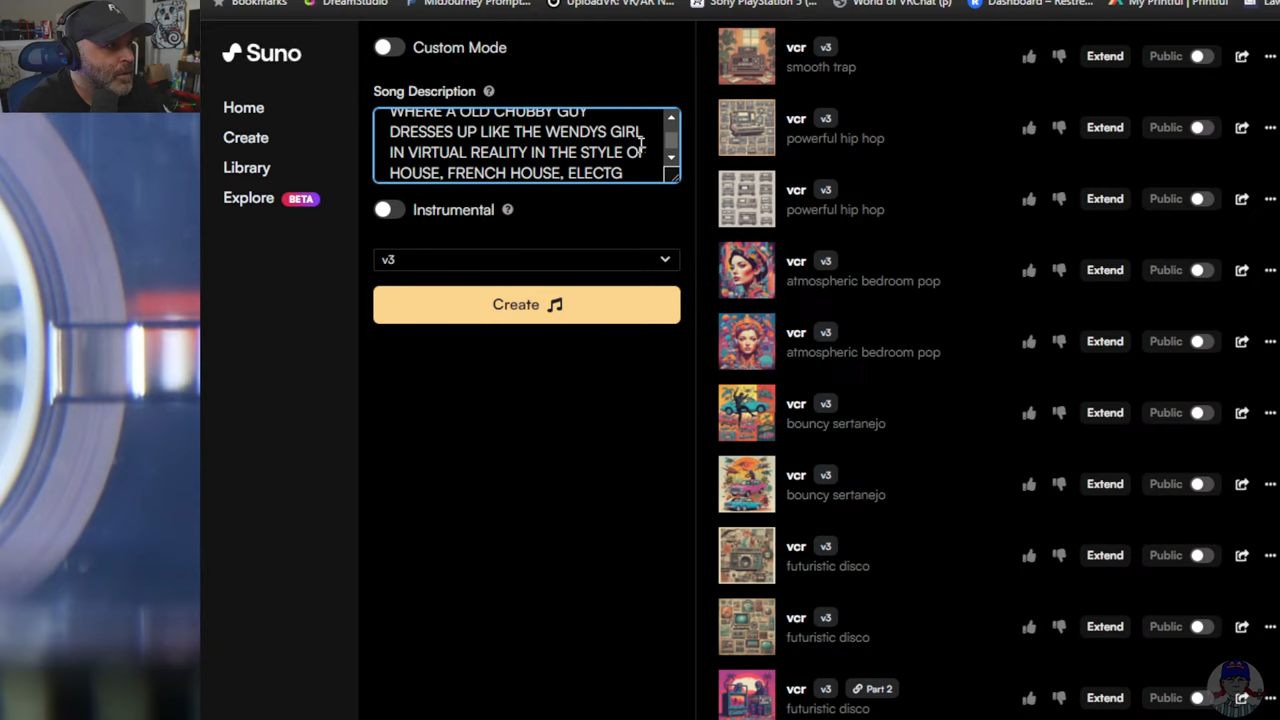 Bookmarks
DreamStudio
MidJourney Prompt...
UploadVR: VR/AR N...
Sony PlayStation 5 (...
World of VRChat (β)
Dashboard – Restre...
My Printful | Printful
Suno
Home
Create
Library
Explore BETA
Custom Mode
Song Description
WHERE A OLD CHUBBY GUY
DRESSES UP LIKE THE WENDYS GIRL
IN VIRTUAL REALITY IN THE STYLE OF
HOUSE, FRENCH HOUSE, ELECTG
Instrumental
v3
Create
vcr v3
smooth trap
Extend Public
vcr v3
powerful hip hop
Extend Public
vcr v3
powerful hip hop
Extend Public
vcr v3
atmospheric bedroom pop
Extend Public
vcr v3
atmospheric bedroom pop
Extend Public
vcr v3
bouncy sertanejo
Extend Public
vcr v3
bouncy sertanejo
Extend Public
vcr v3
futuristic disco
Extend Public
vcr v3
futuristic disco
Extend Public
vcr v3 Part 2
futuristic disco
Extend Public